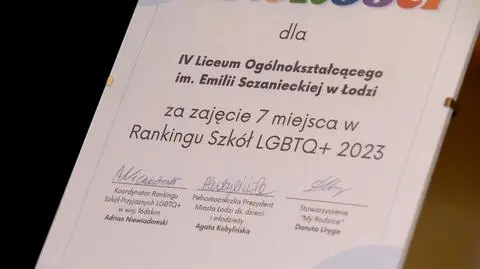 dla
IV Liceum Ogólnokształcącego
im. Emilii Sczanieckiej w Łodzi
za zajęcie 7 miejsca w
Rankingu Szkół LGBTQ+ 2023
Koordynator Rankingu
Szkół Przyjaznych LGBTQ+
w woj. łódzkim
Adrian Niewiadomski
Pełnomocniczka Prezydent
Miasta Łodzi ds. dzieci
i młodzieży
Agata Kobylińska
Stowarzyszenie
"My Rodzice"
Danuta Uryga